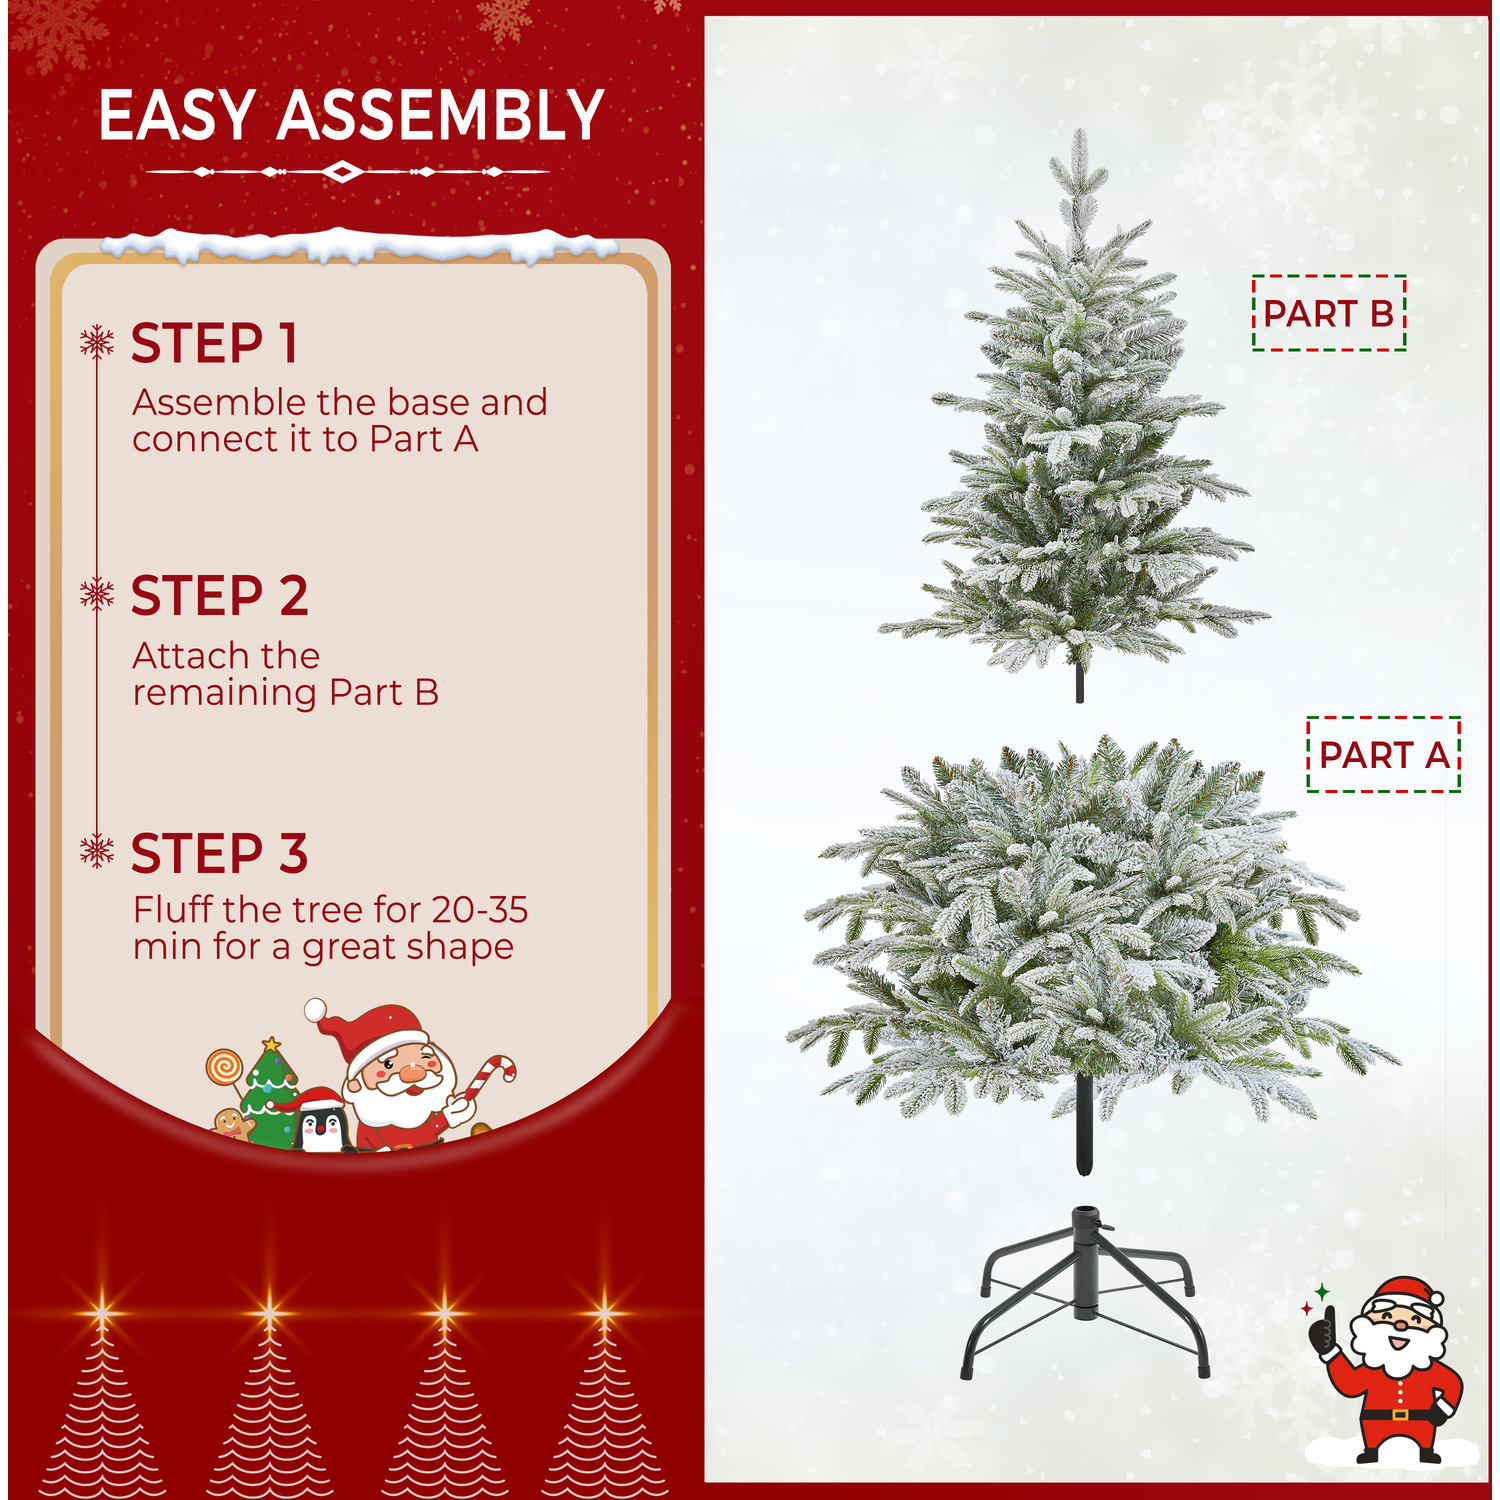 EASY ASSEMBLY
STEP 1
Assemble the base and
connect it to Part A
STEP 2
Attach the
remaining Part B
STEP 3
Fluff the tree for 20-35
min for a great shape
PART B
PART A